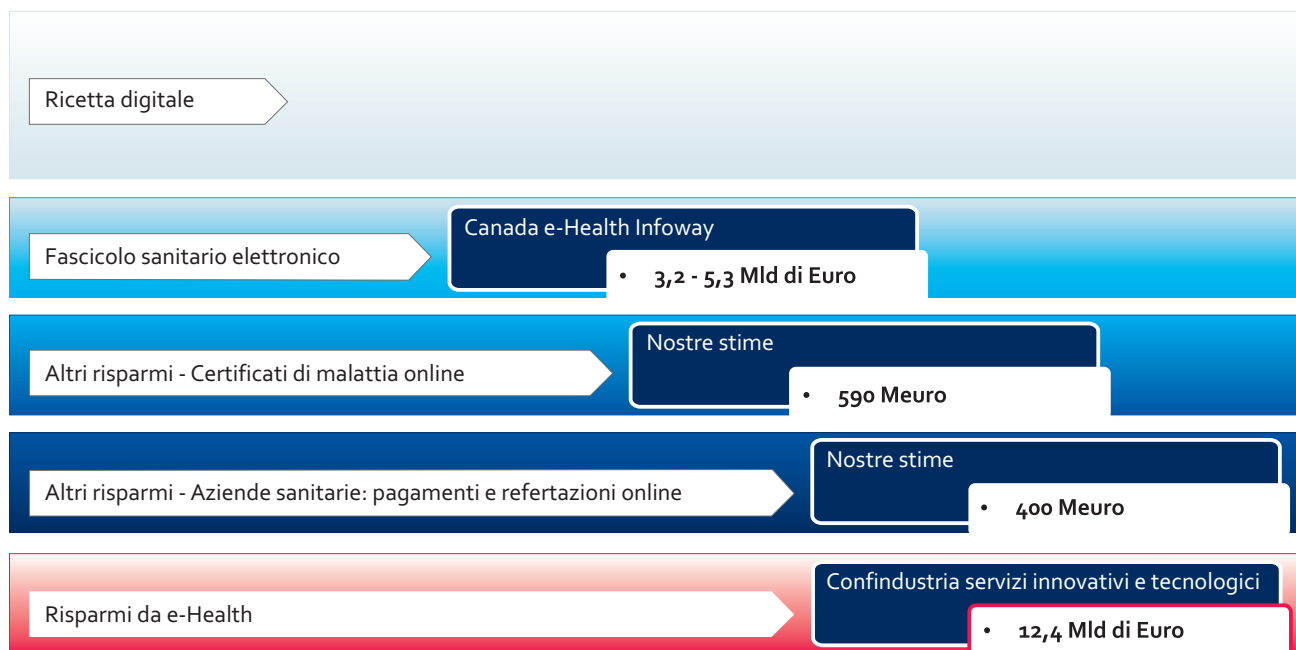 Ricetta digitale
Canada e-Health Infoway
Fascicolo sanitario elettronico
• 3,2 - 5,3 Mld di Euro
Nostre stime
Altri risparmi - Certificati di malattia online
• 590 Meuro
Nostre stime
Altri risparmi - Aziende sanitarie: pagamenti e refertazioni online
• 400 Meuro
Confindustria servizi innovativi e tecnologici
Risparmi da e-Health
• 12,4 Mld di Euro